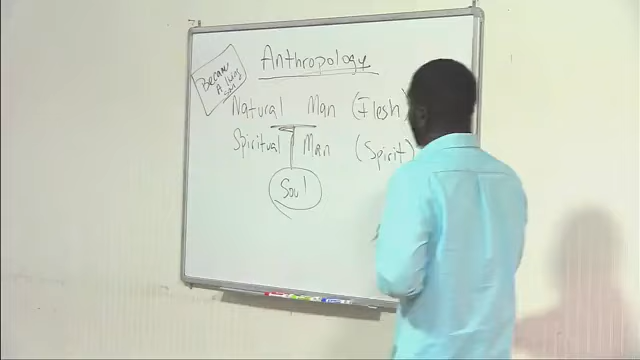 Anthropology
Became
A living
soul
Natural Man (Flesh)
Spiritual Man (Spirit)
Soul